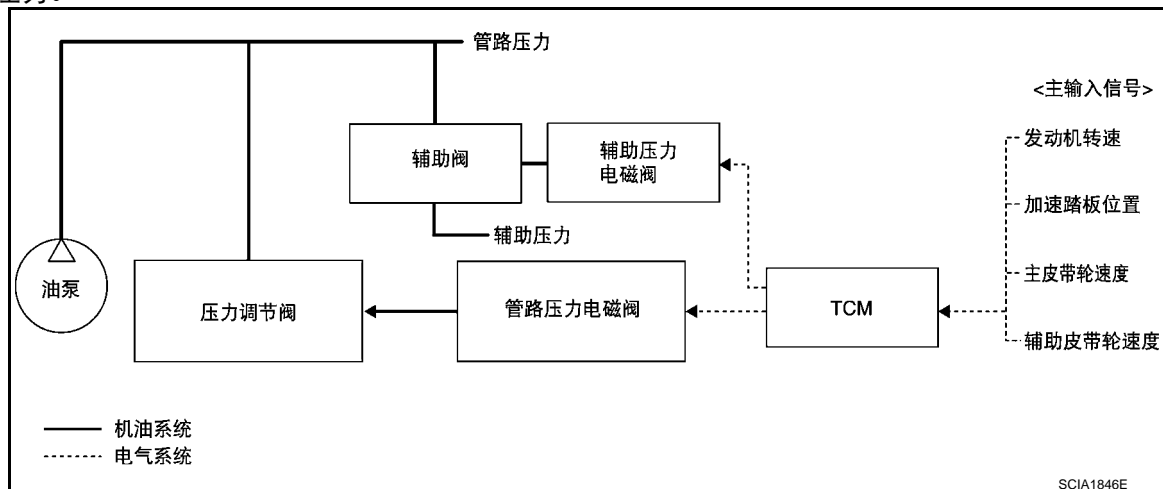 管路压力
<主输入信号>
发动机转速
辅助阀
辅助压力
电磁阀
加速踏板位置
辅助压力
主皮带轮速度
油泵
压力调节阀
管路压力电磁阀
TCM
辅助皮带轮速度
机油系统
电气系统
SCIA1846E